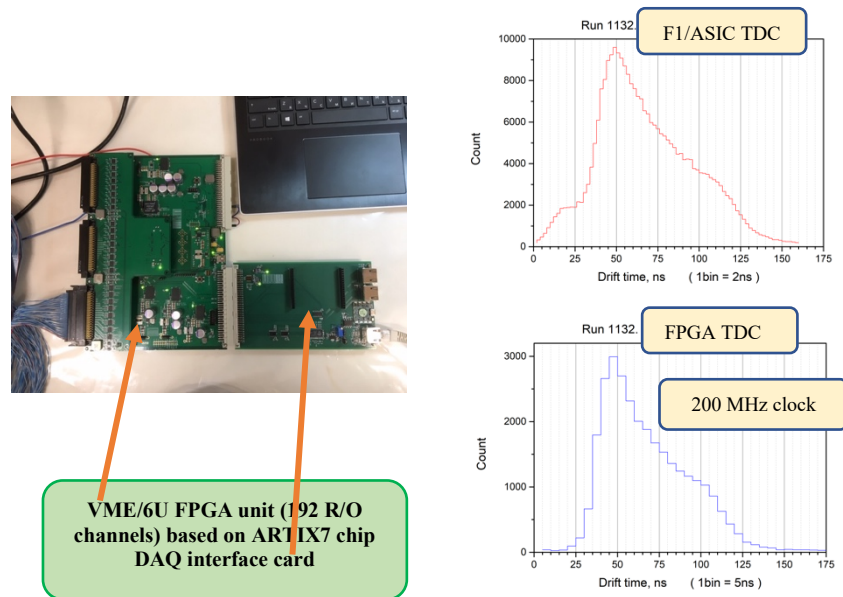 Run 1132.
F1/ASIC TDC
10000
8000
6000
4000
2000
0
Count
0 25 50 75 100 125 150 175
Drift time, ns ( 1bin = 2ns )
VME/6U FPGA unit (192 R/O
channels) based on ARTIX7 chip
DAQ interface card
Run 1132.
FPGA TDC
200 MHz clock
3000
2000
1000
0
Count
0 25 50 75 100 125 150 175
Drift time, ns ( 1bin = 5ns )